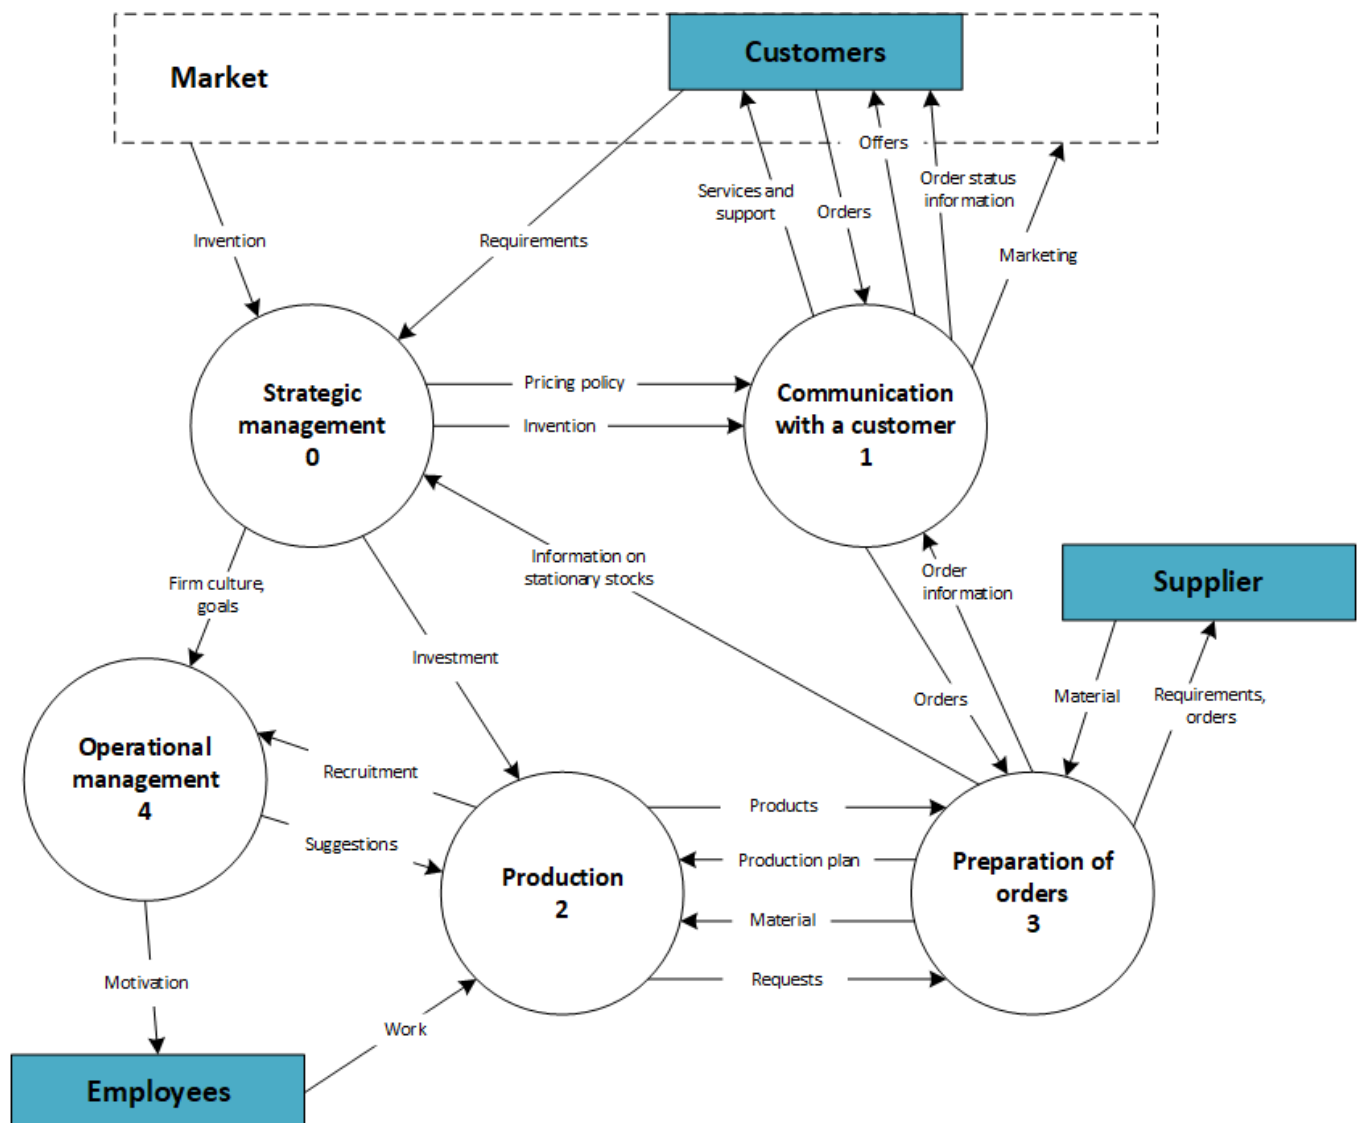 Customers
Market
Offers
Services and
support
Orders
Order status
information
Invention
Requirements
Marketing
Strategic
management
0
Pricing policy
Invention
Communication
with a customer
1
Information on
stationary stocks
Order
information
Supplier
Firm culture,
goals
Investment
Orders
Material
Requirements,
orders
Operational
management
4
Recruitment
Suggestions
Products
Production plan
Material
Requests
Production
2
Preparation of
orders
3
Motivation
Work
Employees